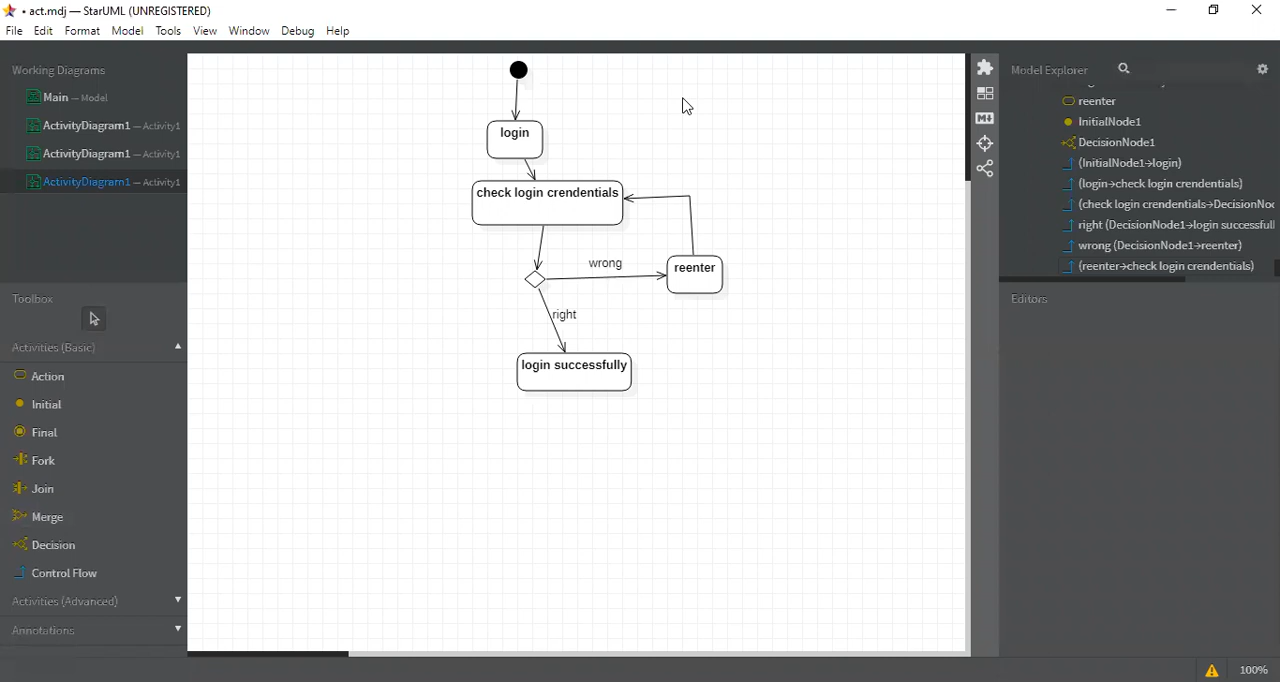 • act.mdj — StarUML (UNREGISTERED)
File Edit Format Model Tools View Window Debug Help
Working Diagrams
Main — Model
ActivityDiagram1 — Activity1
ActivityDiagram1 — Activity1
ActivityDiagram1 — Activity1
Toolbox
Activities (Basic)
Action
Initial
Final
Fork
Join
Merge
Decision
Control Flow
Activities (Advanced)
Annotations
login
check login crendentials
wrong
reenter
right
login successfully
Model Explorer
reenter
InitialNode1
DecisionNode1
(InitialNode1→login)
(login→check login crendentials)
(check login crendentials→DecisionNo
right (DecisionNode1→login successfull
wrong (DecisionNode1→reenter)
(reenter→check login crendentials)
Editors
100%